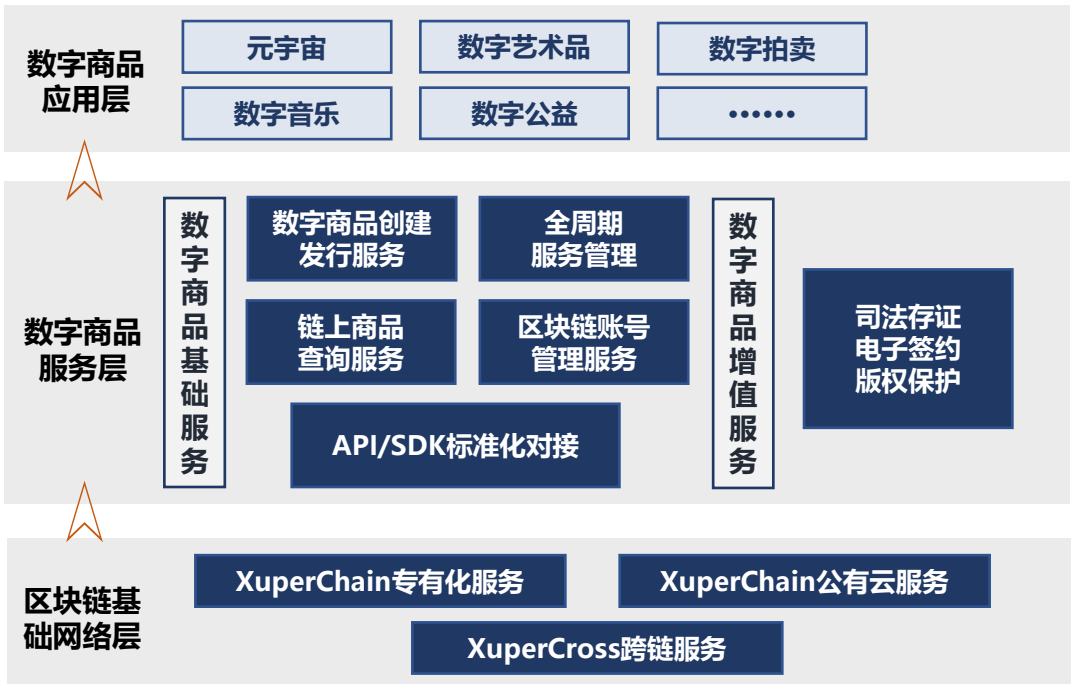 数字商品
应用层
元宇宙
数字艺术品
数字拍卖
数字音乐
数字公益
••••••
数字商品
服务层
数字商品基础服务
数字商品创建
发行服务
全周期
服务管理
链上商品
查询服务
区块链账号
管理服务
API/SDK标准化对接
数字商品增值服务
司法存证
电子签约
版权保护
区块链基
础网络层
XuperChain专有化服务
XuperChain公有云服务
XuperCross跨链服务